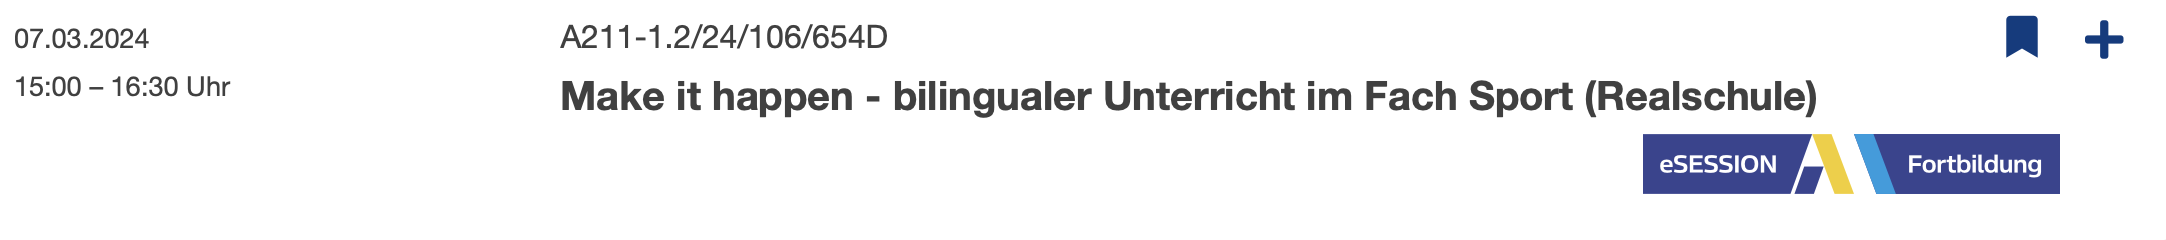 07.03.2024
15:00 – 16:30 Uhr
A211-1.2/24/106/654D
Make it happen - bilingualer Unterricht im Fach Sport (Realschule)
eSESSION Fortbildung